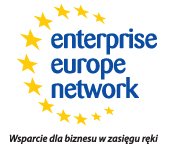 enterprise
europe
network
Wsparcie dla biznesu w zasięgu ręki